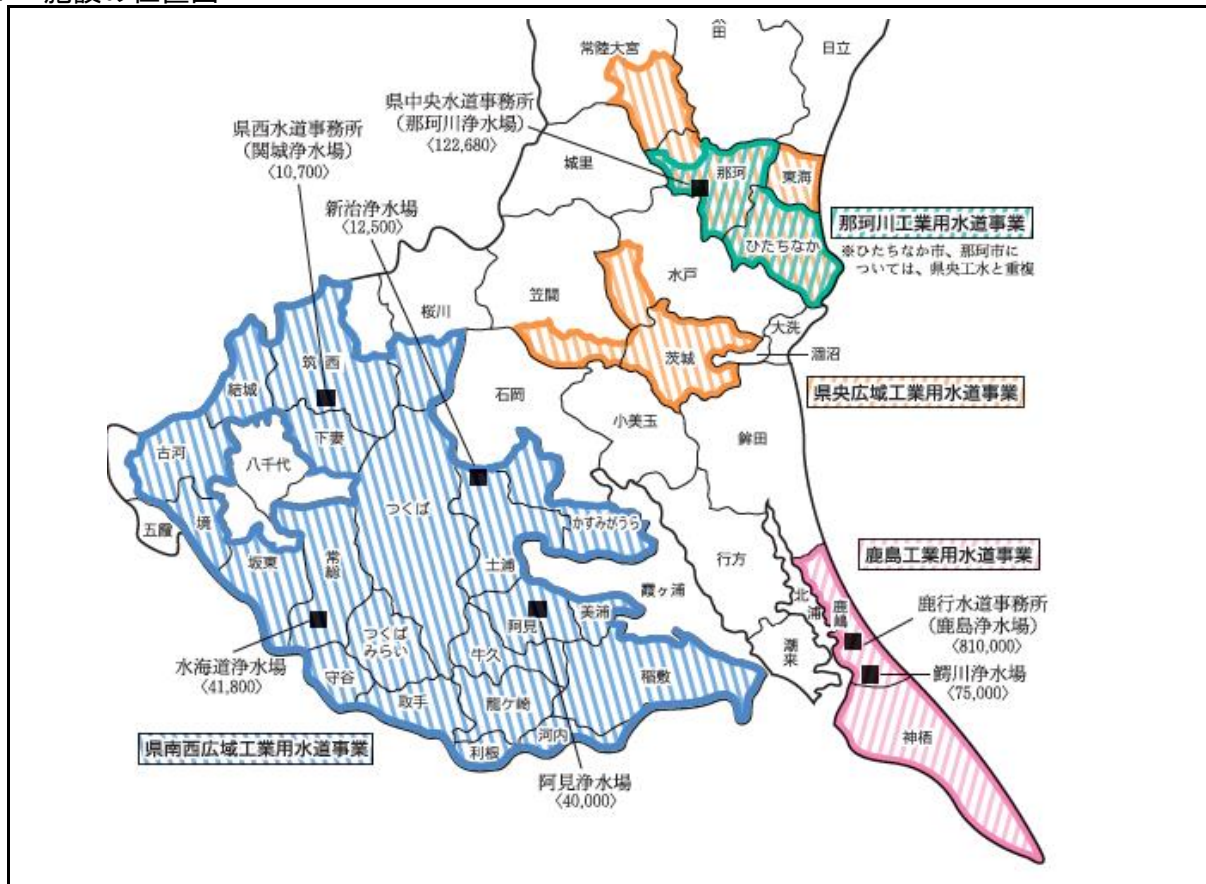 施設の位置図
常陸大宮
太田
日立
県中央水道事務所
(那珂川浄水場)
〈122,680〉
県西水道事務所
(関城浄水場)
〈10,700〉
城里
那珂
東海
新治浄水場
〈12,500〉
那珂川工業用水道事業
※ひたちなか市、那珂市に
ついては、県央工水と重複
ひたちなか
水戸
笠間
桜川
大洗
涸沼
茨城
筑西
結城
石岡
県央広域工業用水道事業
小美玉
鉾田
下妻
古河
八千代
つくば
かすみがうら
五霞
境
坂東
常総
土浦
行方
鹿島工業用水道事業
霞ヶ浦
北浦
鹿嶋
鹿行水道事務所
(鹿島浄水場)
〈810,000〉
美浦
阿見
つくば
みらい
牛久
潮来
水海道浄水場
〈41,800〉
守谷
稲敷
鰐川浄水場
〈75,000〉
取手
龍ケ崎
神栖
河内
利根
県南西広域工業用水道事業
阿見浄水場
〈40,000〉